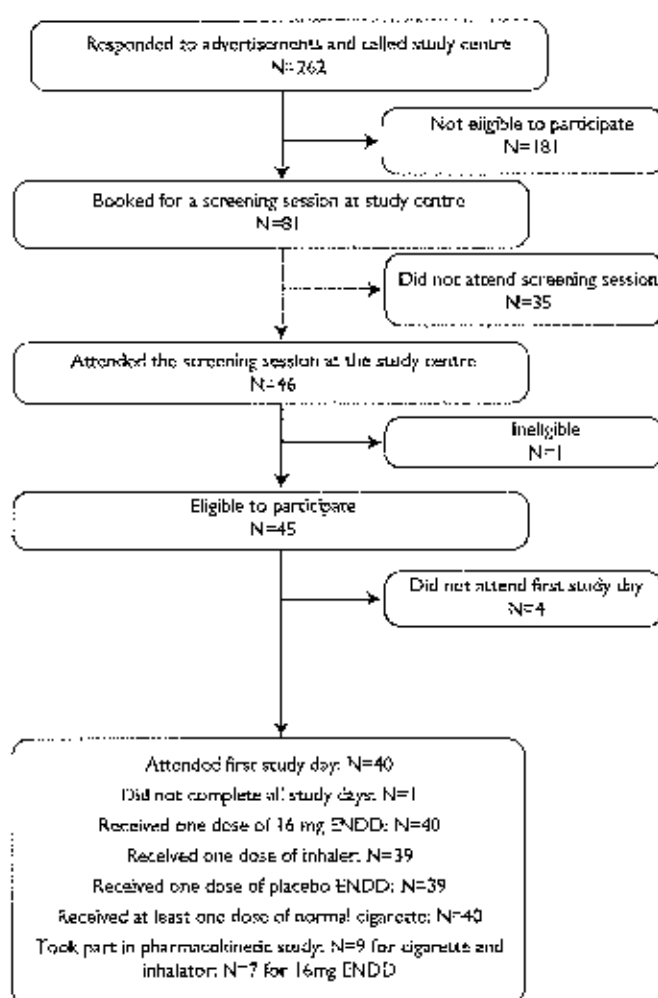 Responded to advertisements and called study centre
N=262
Not eligible to participate
N=181
Booked for a screening session at study centre
N=81
Did not attend screening session
N=35
Attended the screening session at the study centre
N=46
Ineligible
N=1
Eligible to participate
N=45
Did not attend first study day
N=4
Attended first study day: N=40
Did not complete all study days: N=1
Received one dose of 16 mg ENDD: N=40
Received one dose of inhaler: N=39
Received one dose of placebo ENDD: N=39
Received at least one dose of normal cigarette: N=40
Took part in pharmacokinetic study: N=9 for cigarette and
inhalator: N=7 for 16mg ENDD